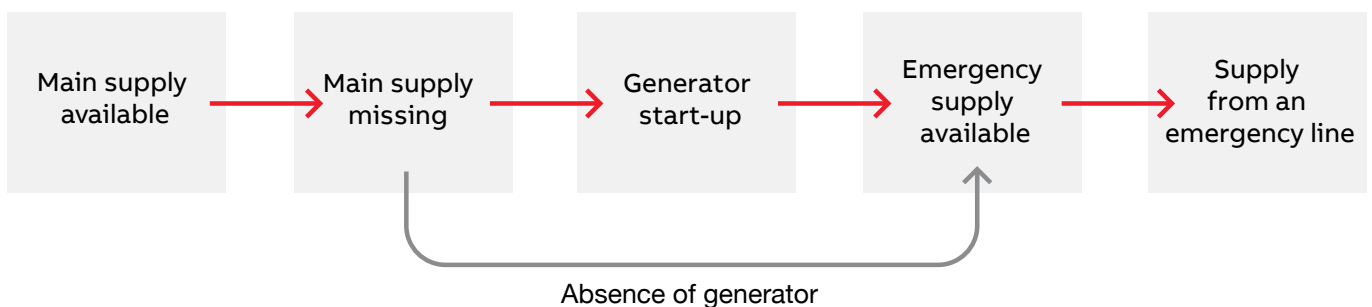 Main supply
available
Main supply
missing
Generator
start-up
Emergency
supply
available
Supply
from an
emergency line
Absence of generator